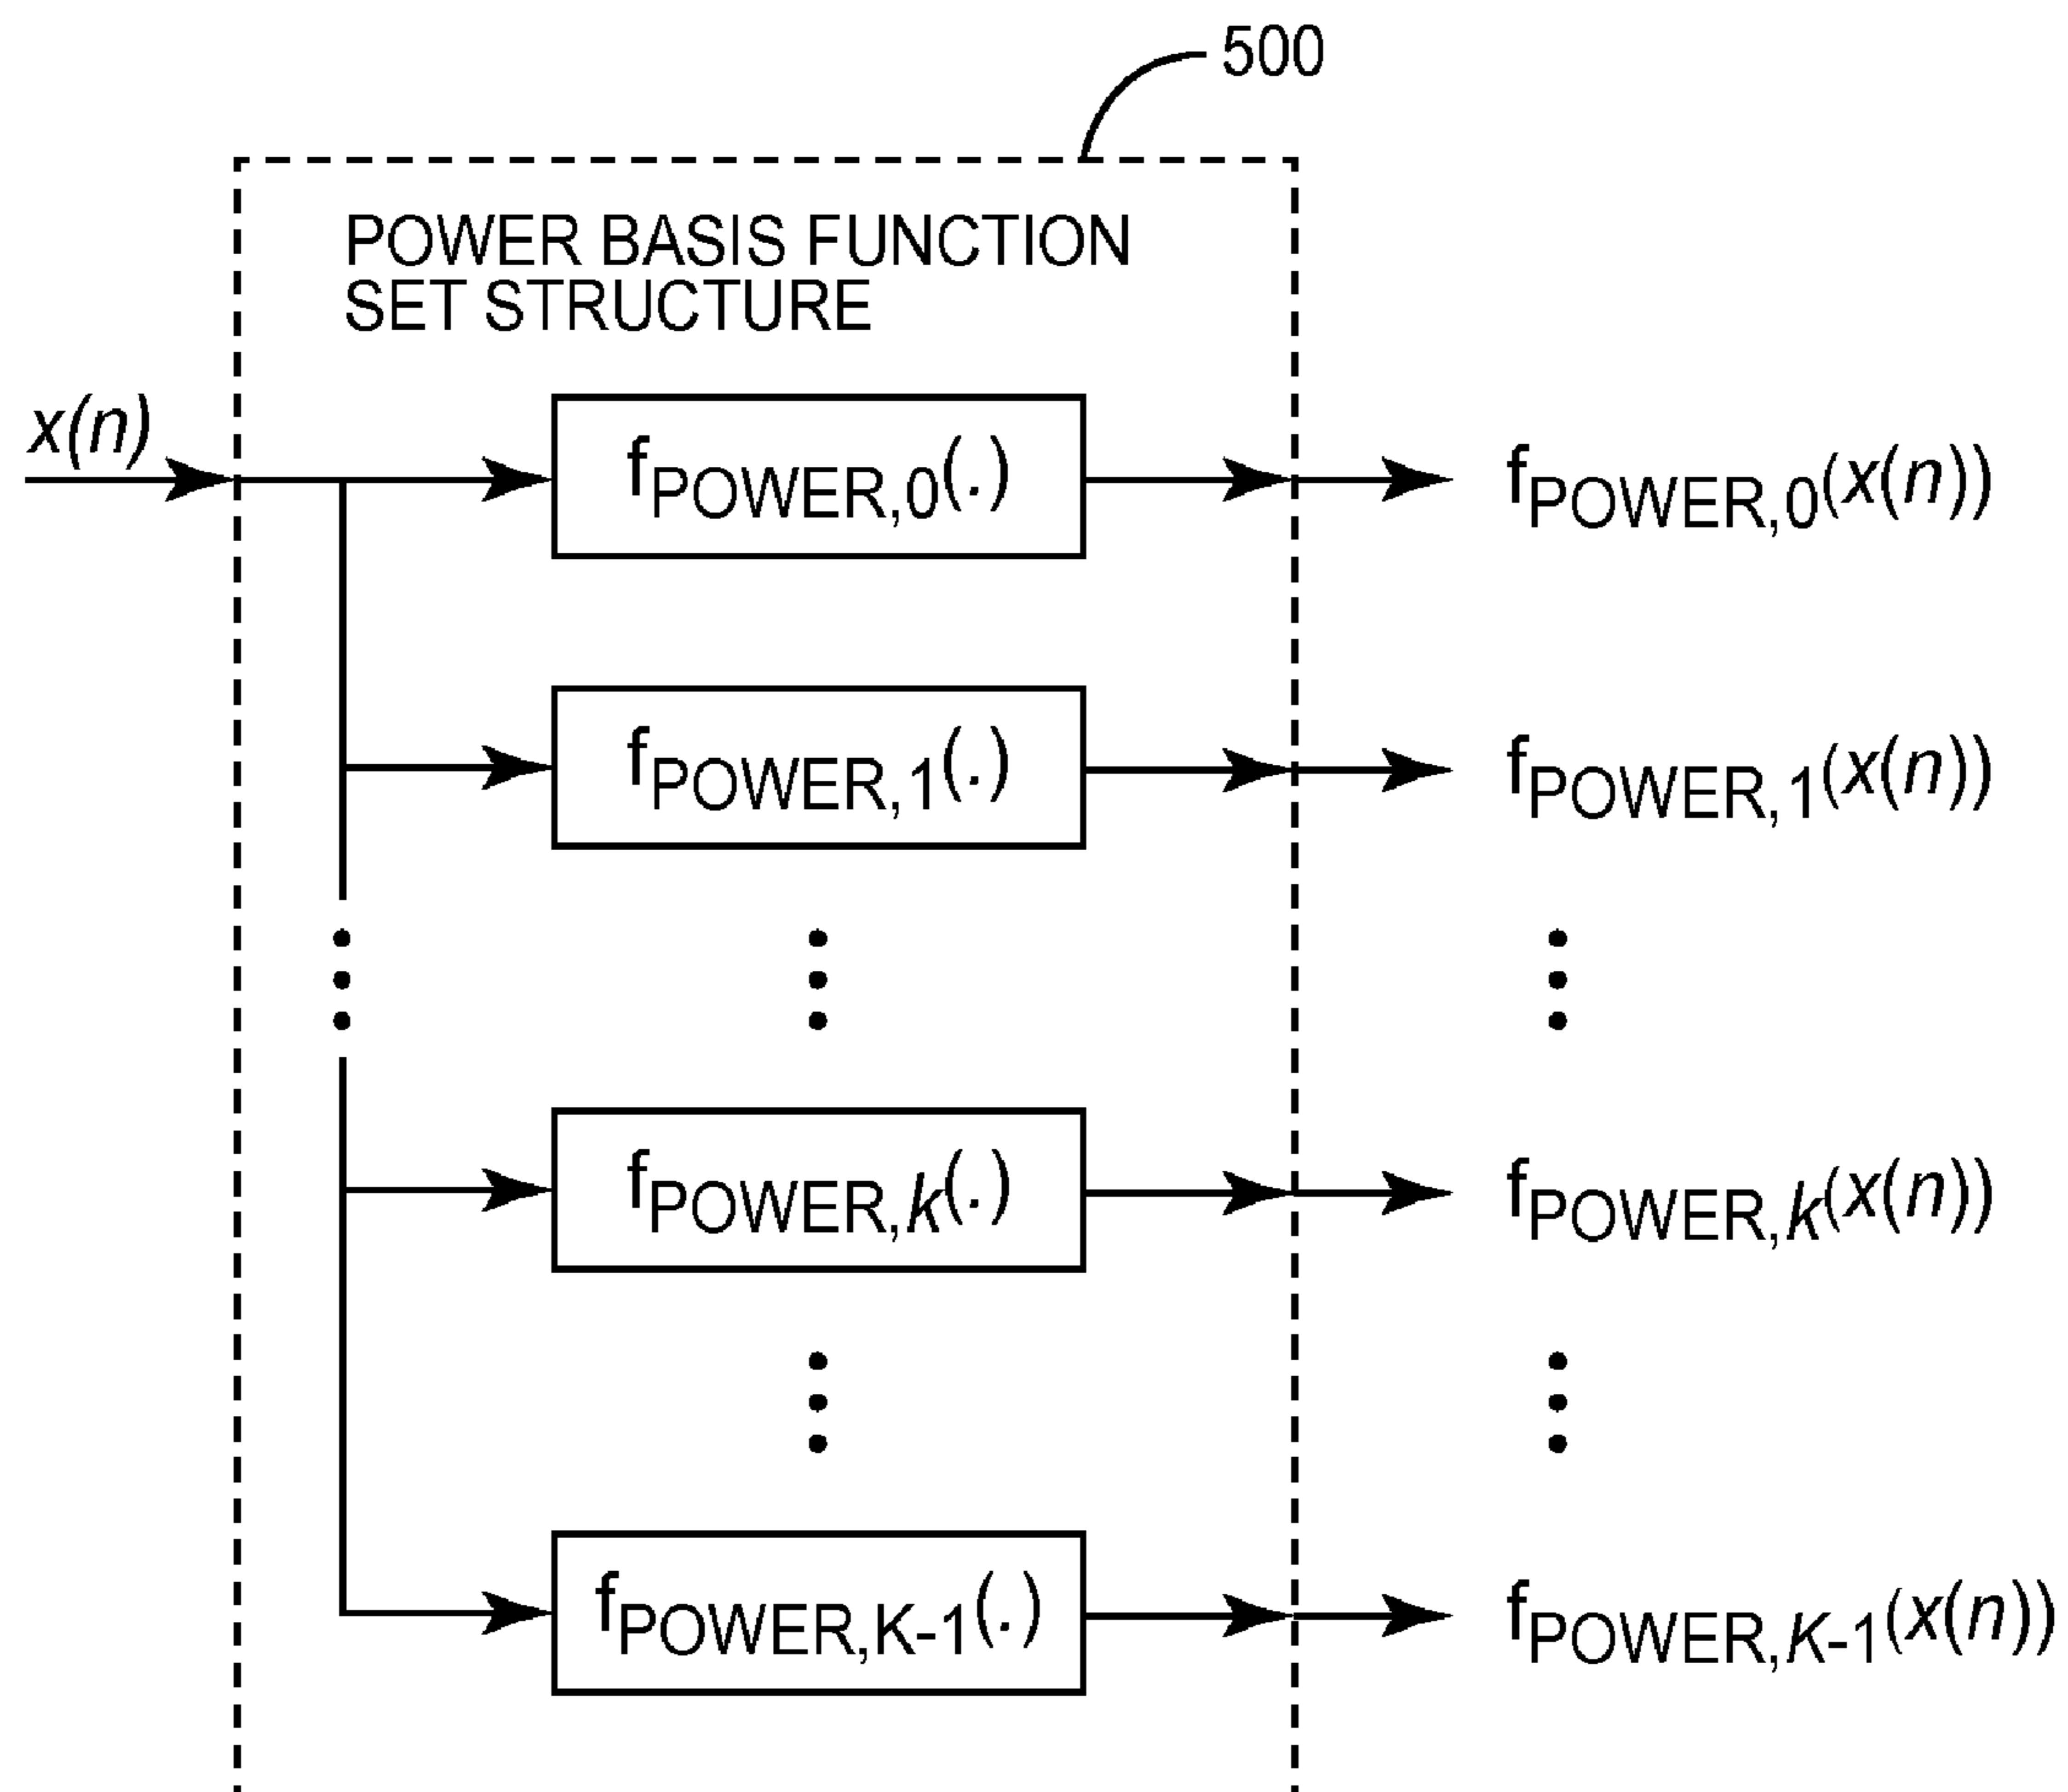 500
POWER BASIS FUNCTION
SET STRUCTURE
x(n)
fPOWER,0(.)
fPOWER,0(x(n))
fPOWER,1(.)
fPOWER,1(x(n))
fPOWER,k(.)
fPOWER,k(x(n))
fPOWER,K-1(.)
fPOWER,K-1(x(n))